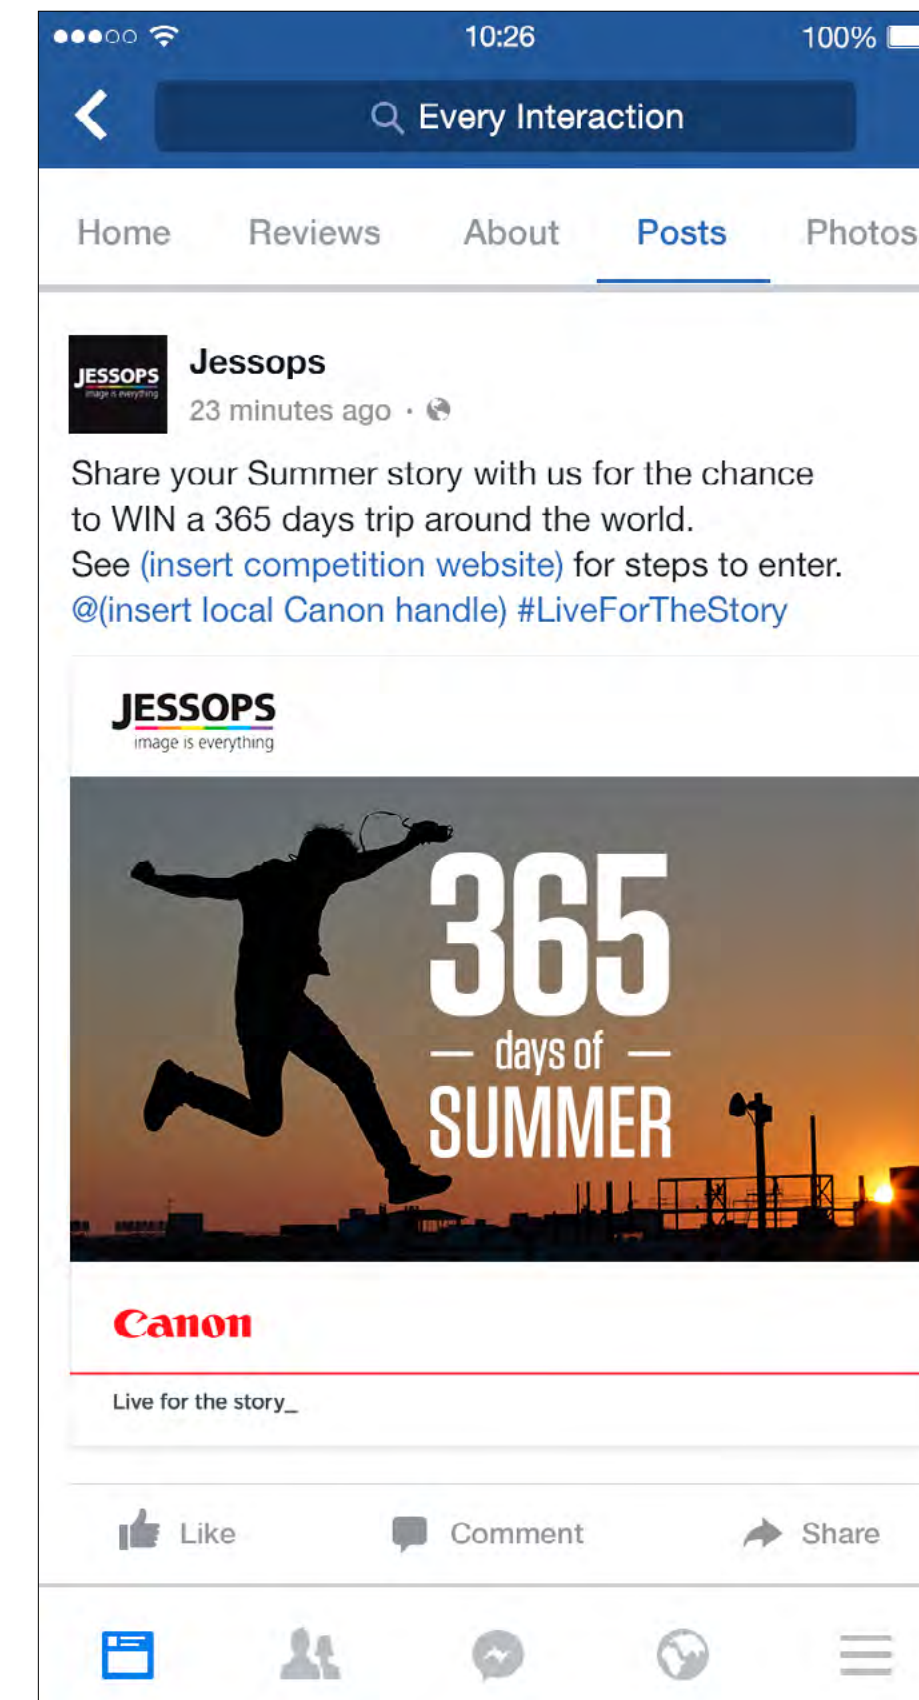 10:26
100%
Every Interaction
Home Reviews About Posts Photos
JESSOPS
image is everything
Jessops
23 minutes ago ·
Share your Summer story with us for the chance
to WIN a 365 days trip around the world.
See (insert competition website) for steps to enter.
@(insert local Canon handle) #LiveForTheStory
JESSOPS
image is everything
365
days of
SUMMER
Canon
Live for the story_
Like Comment Share